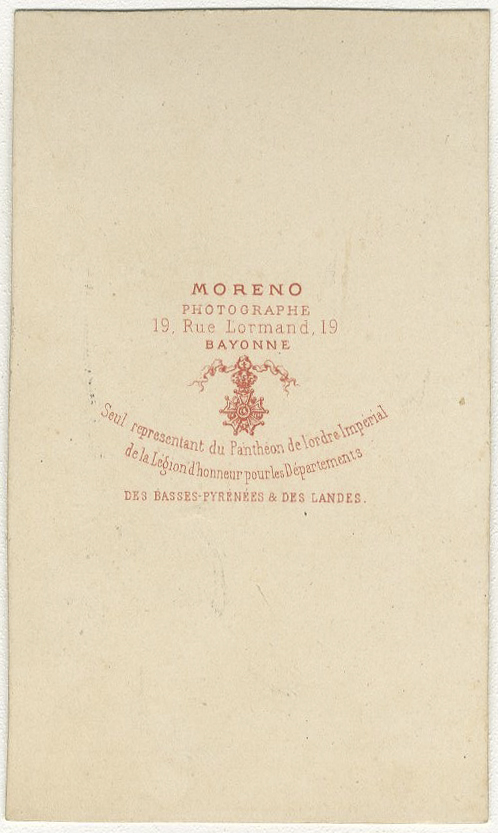 MORENO
PHOTOGRAPHE
19, Rue Lormand, 19
BAYONNE
Seul représentant du Panthéon de l'ordre Impérial
de la Légion d'honneur pour les Départements
DES BASSES-PYRÉNÉES & DES LANDES.